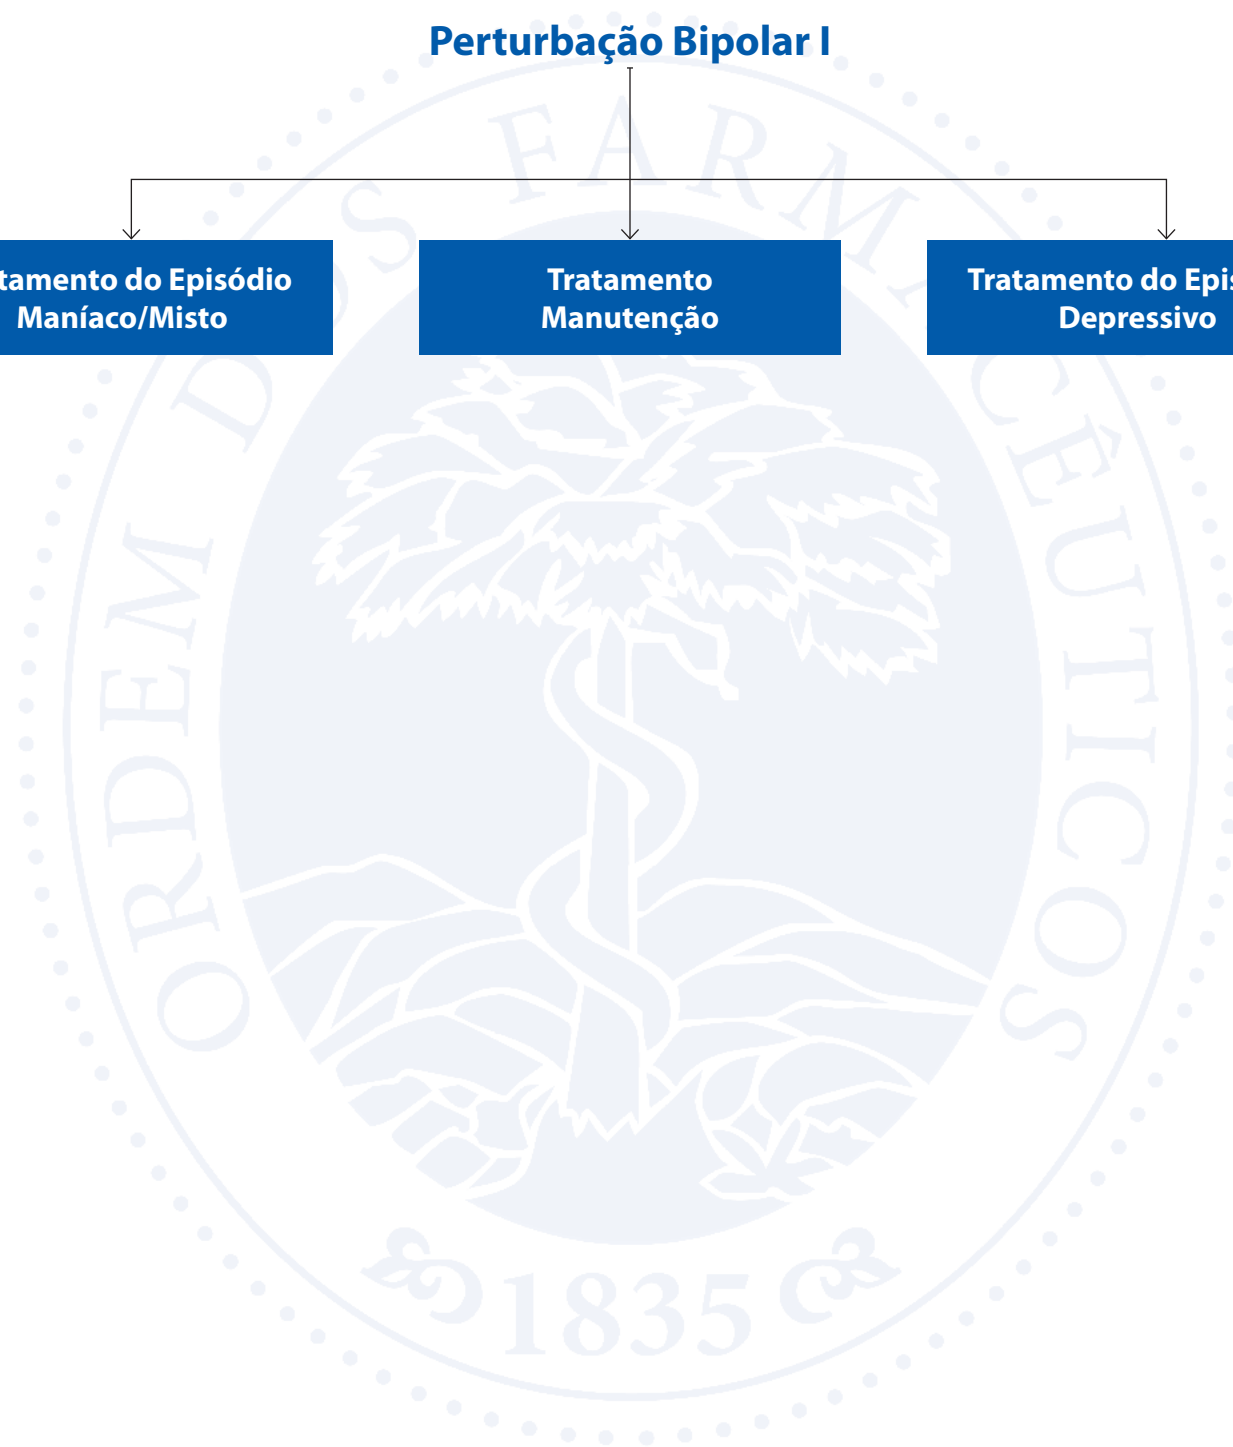 Perturbação Bipolar I
tamento do Episódio
Maníaco/Misto
Tratamento
Manutenção
Tratamento do Epis
Depressivo
ORDEM DOS FARMACÊUTICOS
1835